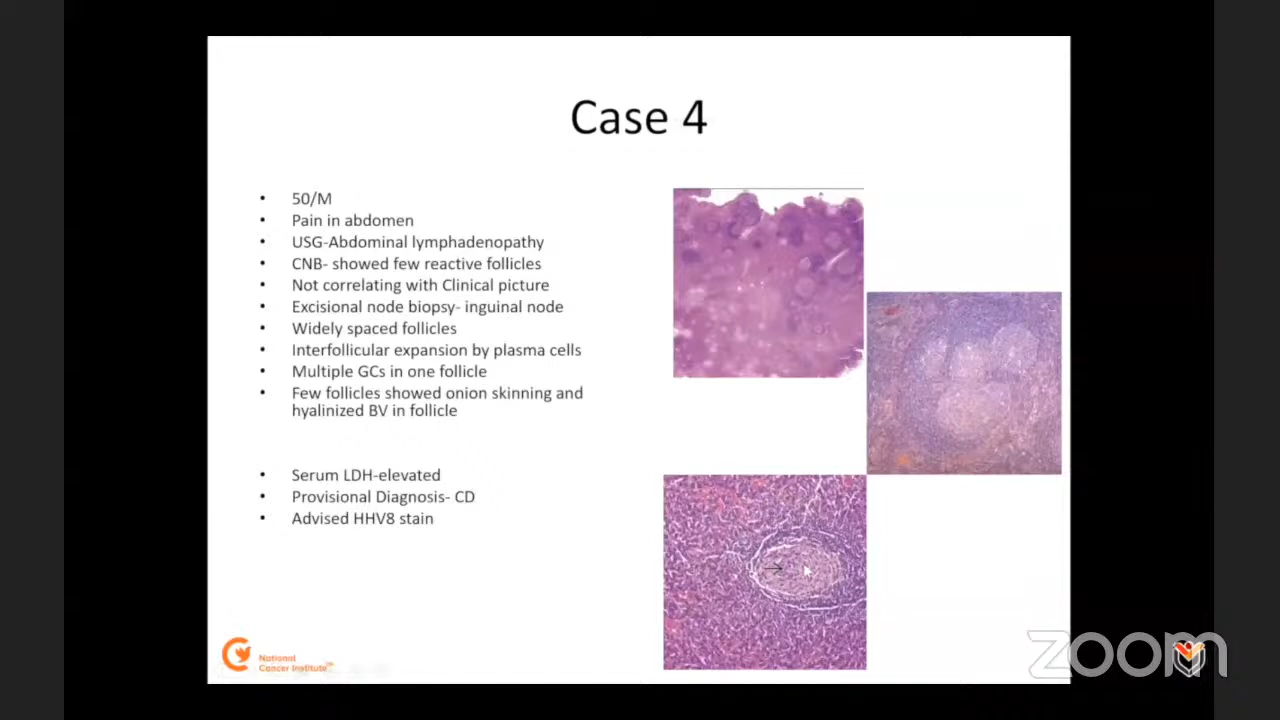 Case 4
• 50/M
• Pain in abdomen
• USG-Abdominal lymphadenopathy
• CNB- showed few reactive follicles
• Not correlating with Clinical picture
• Excisional node biopsy- inguinal node
• Widely spaced follicles
• Interfollicular expansion by plasma cells
• Multiple GCs in one follicle
• Few follicles showed onion skinning and
hyalinized BV in follicle
• Serum LDH-elevated
• Provisional Diagnosis- CD
• Advised HHV8 stain
National
Cancer Institute™
zoom